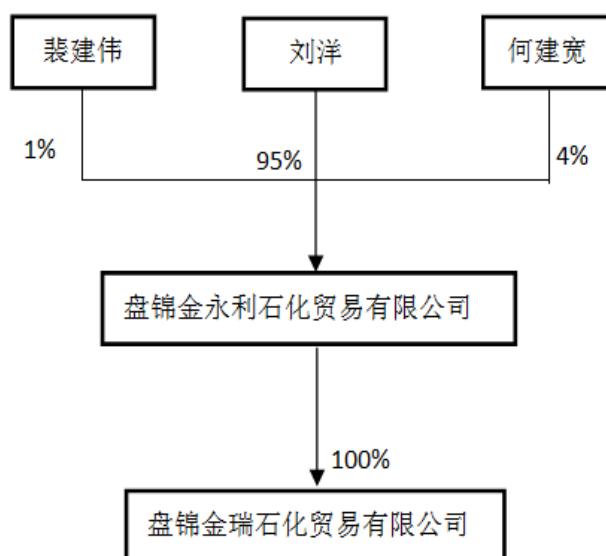 裴建伟
刘洋
何建宽
1%
95%
4%
盘锦金永利石化贸易有限公司
100%
盘锦金瑞石化贸易有限公司